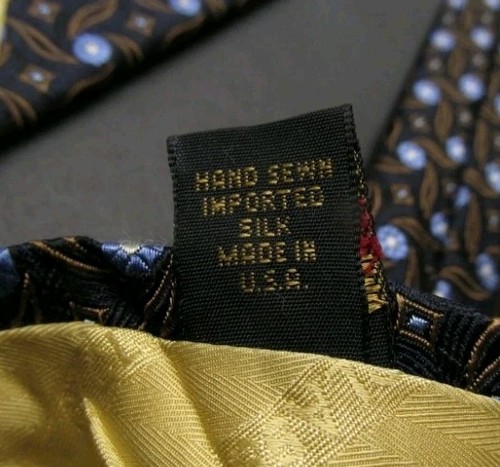 HAND SEWN
IMPORTED
SILK
MADE IN
U.S.A.